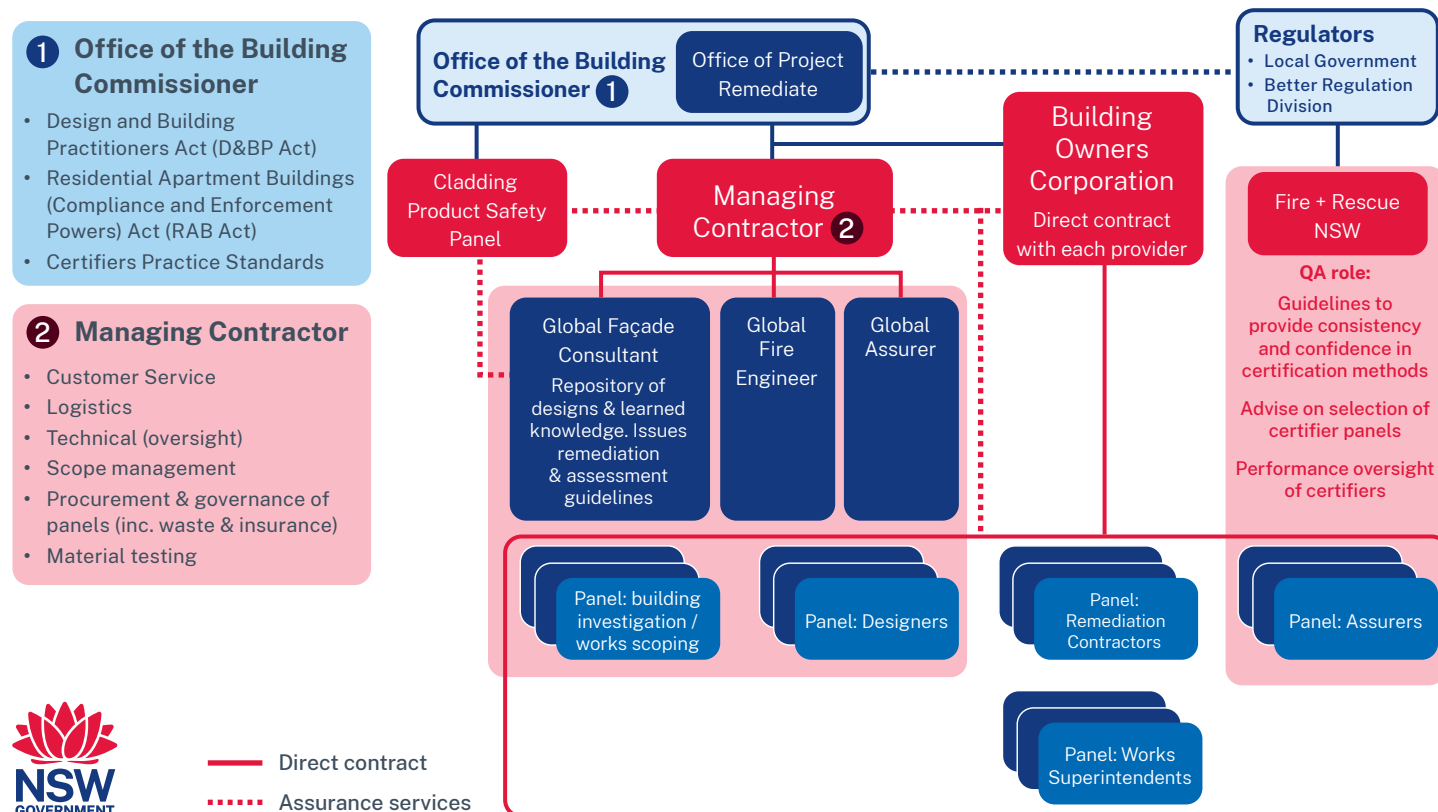 1 Office of the Building
Commissioner
• Design and Building
Practitioners Act (D&BP Act)
• Residential Apartment Buildings
(Compliance and Enforcement
Powers) Act (RAB Act)
• Certifiers Practice Standards
2 Managing Contractor
• Customer Service
• Logistics
• Technical (oversight)
• Scope management
• Procurement & governance of
panels (inc. waste & insurance)
• Material testing
Office of the Building
Commissioner 1
Office of Project
Remediate
Regulators
• Local Government
• Better Regulation
Division
Cladding
Product Safety
Panel
Managing
Contractor 2
Building
Owners
Corporation
Direct contract
with each provider
Fire + Rescue
NSW
QA role:
Guidelines to
provide consistency
and confidence in
certification methods
Advise on selection of
certifier panels
Performance oversight
of certifiers
Global Façade
Consultant
Repository of
designs & learned
knowledge. Issues
remediation
& assessment
guidelines
Global
Fire
Engineer
Global
Assurer
Panel: building
investigation /
works scoping
Panel: Designers
Panel:
Remediation
Contractors
Panel: Assurers
Panel: Works
Superintendents
NSW
GOVERNMENT
Direct contract
Assurance services